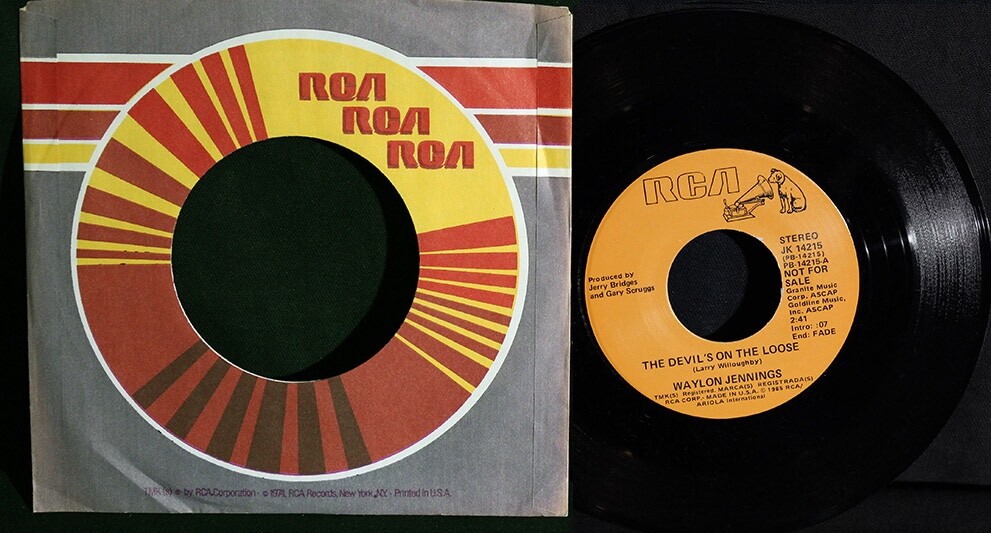 RCA
RCA
RCA
TMK(s) ® by RCA Corporation · © 1974, RCA Records, New York, N.Y. · Printed in U.S.A.
RCA
STEREO
JK 14215
(PB-14215)
PB-14215-A
NOT FOR
SALE
Granite Music
Corp. ASCAP
Goldline Music,
Inc. ASCAP
2:41
Intro: :07
End: FADE
Produced by
Jerry Bridges
and Gary Scruggs
THE DEVIL'S ON THE LOOSE
(Larry Willoughby)
WAYLON JENNINGS
TMK(S) Registered. MARCA(S) REGISTRADA(S)
RCA CORP.- MADE IN U.S.A. © 1985 RCA/
ARIOLA International